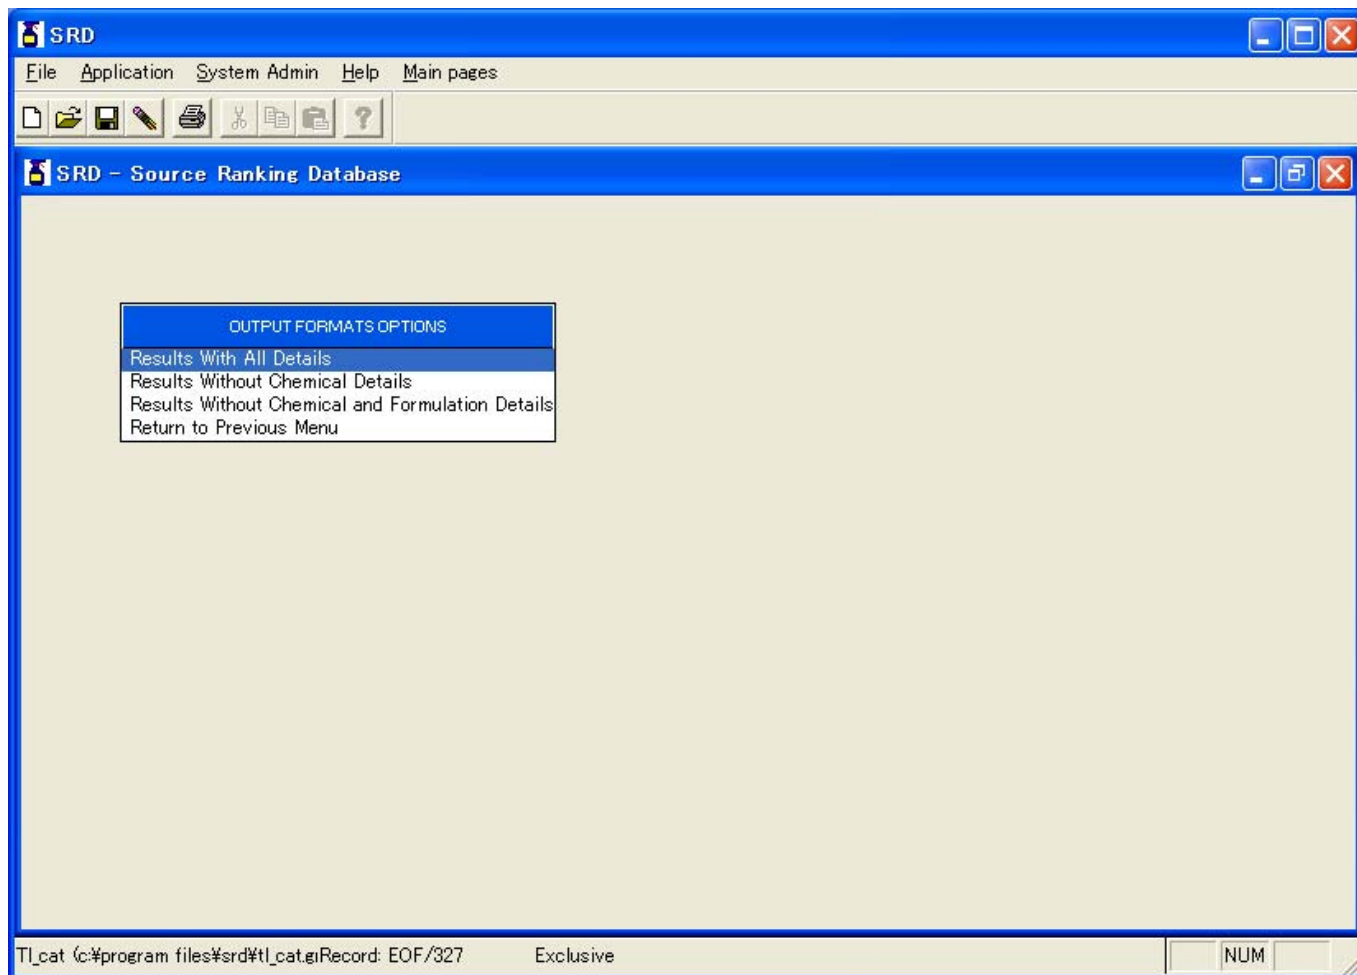 SRD
File Application System Admin Help Main pages
SRD - Source Ranking Database
OUTPUT FORMATS OPTIONS
Results With All Details
Results Without Chemical Details
Results Without Chemical and Formulation Details
Return to Previous Menu
Tl_cat (c:¥program files¥srd¥tl_cat.giRecord: EOF/327 Exclusive NUM